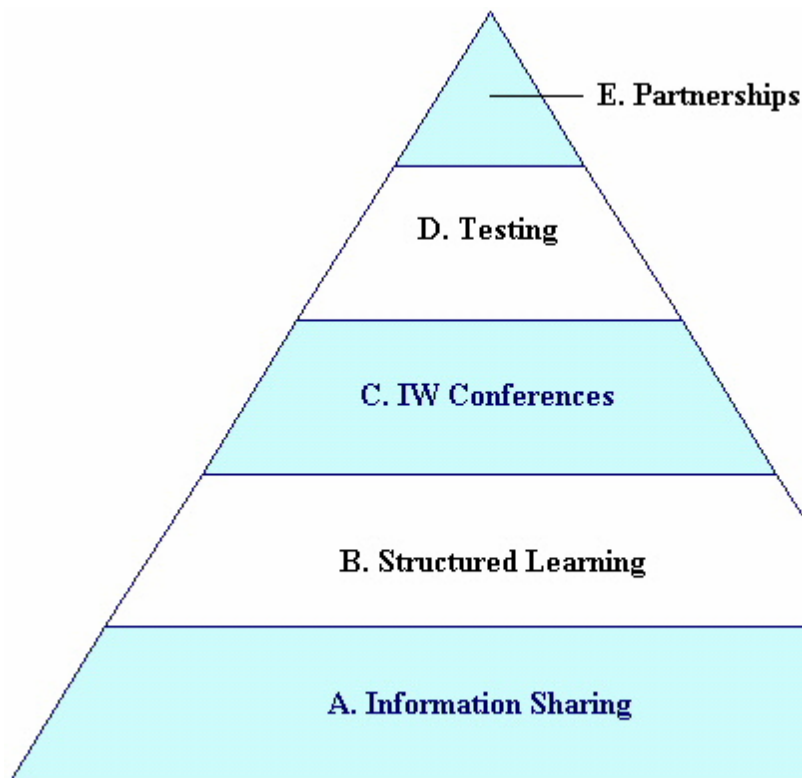 E. Partnerships
D. Testing
C. IW Conferences
B. Structured Learning
A. Information Sharing